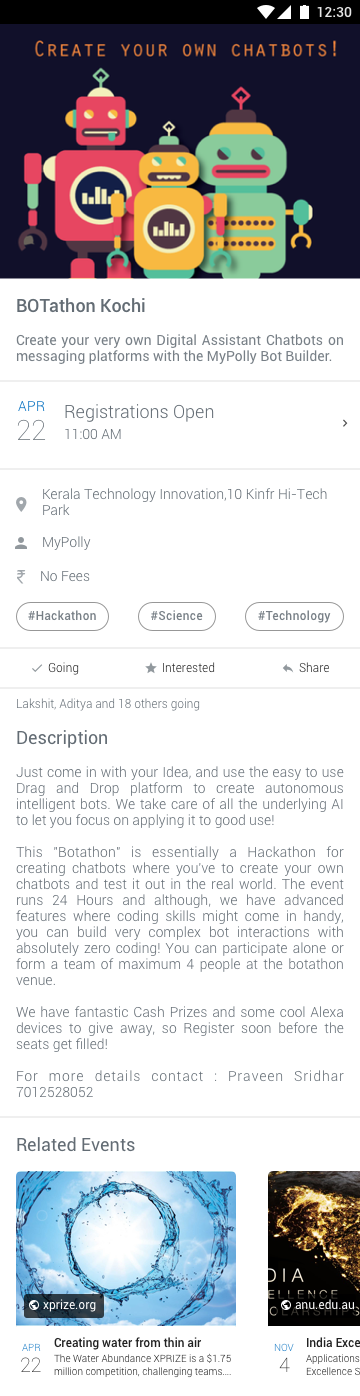 12:30
CREATE YOUR OWN CHATBOTS!
BOTathon Kochi
Create your very own Digital Assistant Chatbots on
messaging platforms with the MyPolly Bot Builder.
APR
22
Registrations Open
11:00 AM
Kerala Technology Innovation,10 Kinfr Hi-Tech
Park
MyPolly
₹ No Fees
#Hackathon #Science #Technology
Going Interested Share
Lakshit, Aditya and 18 others going
Description
Just come in with your Idea, and use the easy to use
Drag and Drop platform to create autonomous
intelligent bots. We take care of all the underlying AI
to let you focus on applying it to good use!
This "Botathon" is essentially a Hackathon for
creating chatbots where you've to create your own
chatbots and test it out in the real world. The event
runs 24 Hours and although, we have advanced
features where coding skills might come in handy,
you can build very complex bot interactions with
absolutely zero coding! You can participate alone or
form a team of maximum 4 people at the botathon
venue.
We have fantastic Cash Prizes and some cool Alexa
devices to give away, so Register soon before the
seats get filled!
For more details contact : Praveen Sridhar
7012528052
Related Events
xprize.org
APR
22
Creating water from thin air
The Water Abundance XPRIZE is a $1.75
million competition, challenging teams....
DIA
ELLENCE
CHOLARSHIPS
anu.edu.au
NOV
4
India Exce
Applications
Excellence S